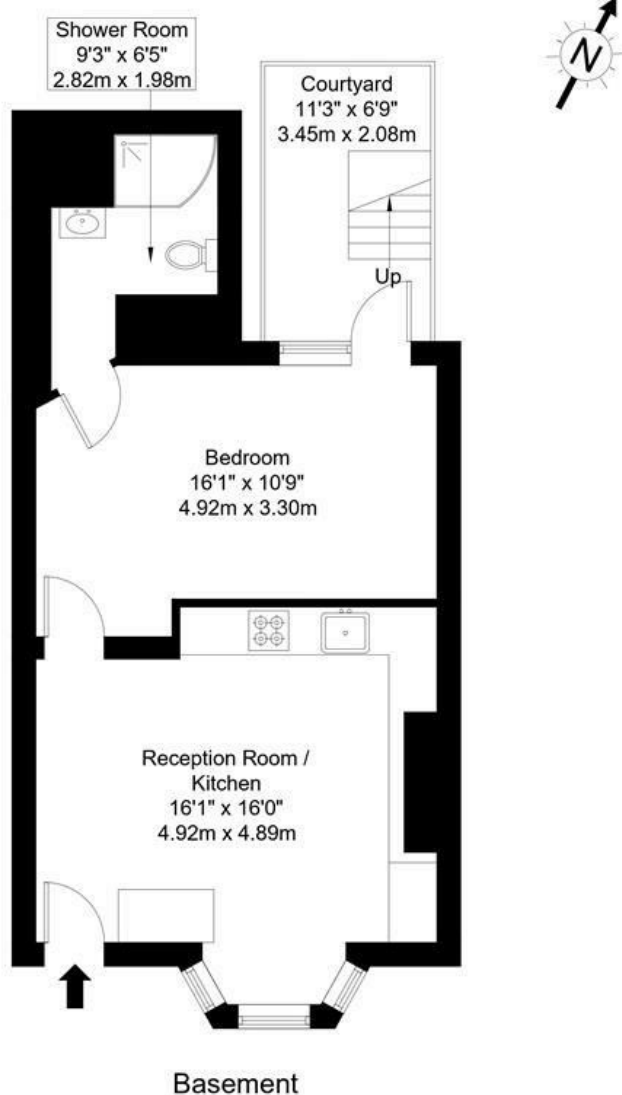 Shower Room
9'3" x 6'5"
2.82m x 1.98m
N
Courtyard
11'3" x 6'9"
3.45m x 2.08m
Up
Bedroom
16'1" x 10'9"
4.92m x 3.30m
Reception Room /
Kitchen
16'1" x 16'0"
4.92m x 4.89m
Basement